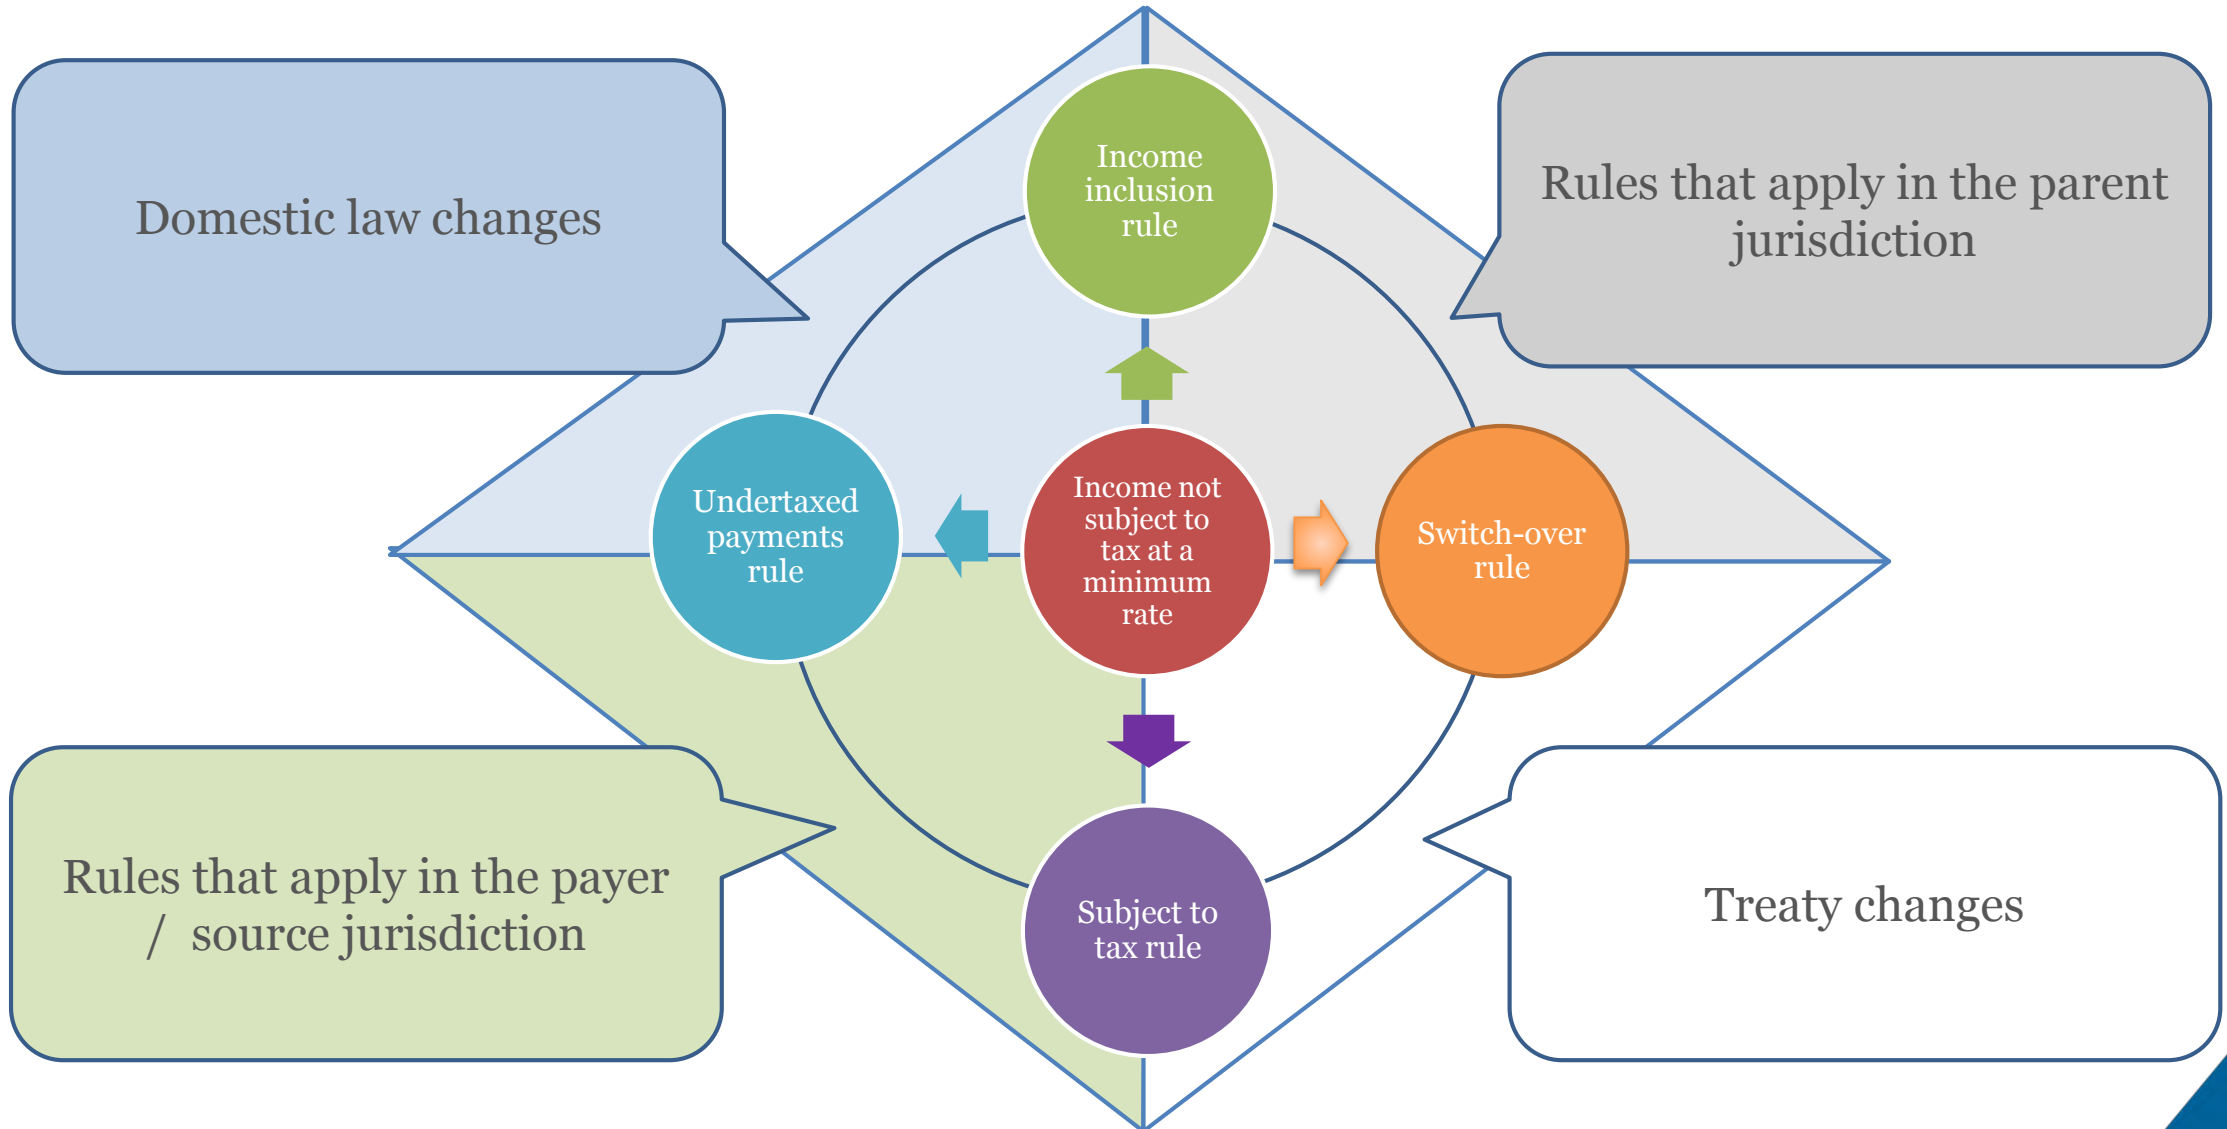 Domestic law changes
Income
inclusion
rule
Rules that apply in the parent
jurisdiction
Undertaxed
payments
rule
Income not
subject to
tax at a
minimum
rate
Switch-over
rule
Rules that apply in the payer
/ source jurisdiction
Subject to
tax rule
Treaty changes